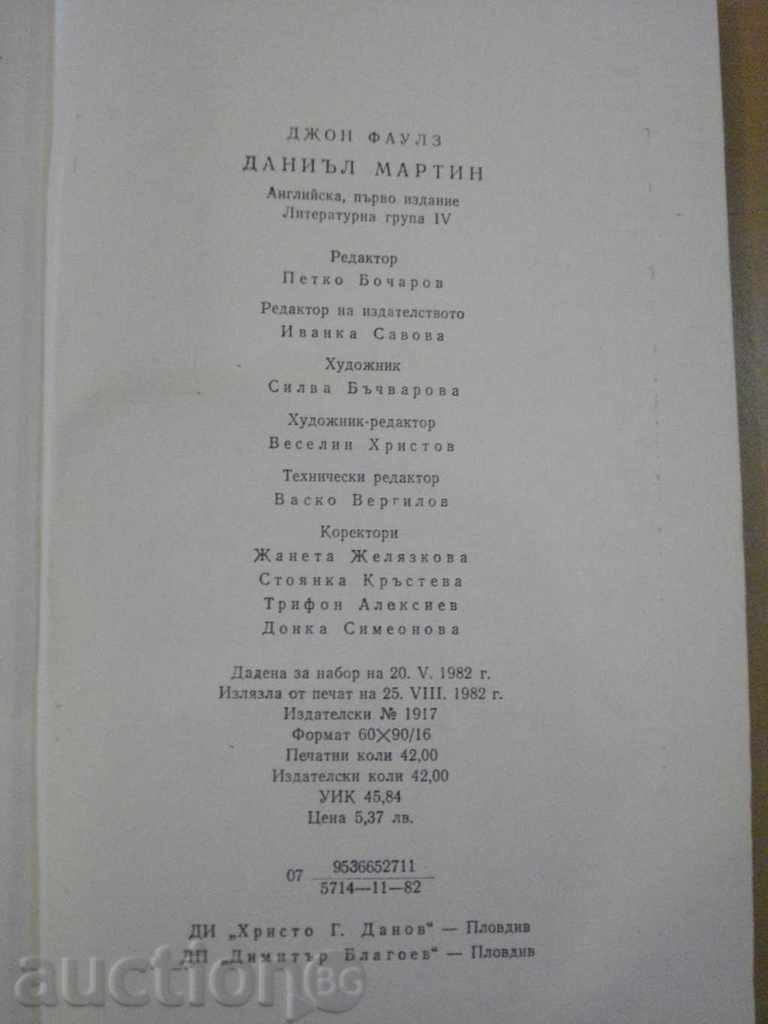 ДЖОН ФАУЛЗ
ДАНИЪЛ МАРТИН
Английска, първо издание
Литературна група IV
Редактор
Петко Бочаров
Редактор на издателството
Иванка Савова
Художник
Силва Бъчварова
Художник-редактор
Веселин Христов
Технически редактор
Васко Вергилов
Коректори
Жанета Желязкова
Стоянка Кръстева
Трифон Алексиев
Донка Симеонова
Дадена за набор на 20. V. 1982 г.
Излязла от печат на 25. VIII. 1982 г.
Издателски № 1917
Формат 60×90/16
Печатни коли 42,00
Издателски коли 42,00
УИК 45,84
Цена 5,37 лв.
07 9536652711
5714—11—82
ДИ „Христо Г. Данов“ — Пловдив
ДП „Димитър Благоев“ — Пловдив
auction BG